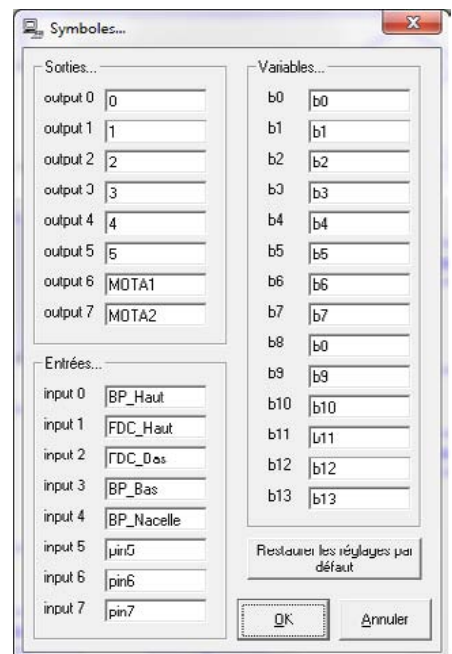 Symboles...
Sorties...
output 0 0
output 1 1
output 2 2
output 3 3
output 4 4
output 5 5
output 6 MOTA1
output 7 MOTA2
Entrées...
input 0 BP_Haut
input 1 FDC_Haut
input 2 FDC_Bas
input 3 BP_Bas
input 4 BP_Nacelle
input 5 pin5
input 6 pin6
input 7 pin7
Variables...
b0 b0
b1 b1
b2 b2
b3 b3
b4 b4
b5 b5
b6 b6
b7 b7
b8
b9 b9
b10 b10
b11 b11
b12 b12
b13 b13
Restaurer les réglages par
défaut
OK
Annuler